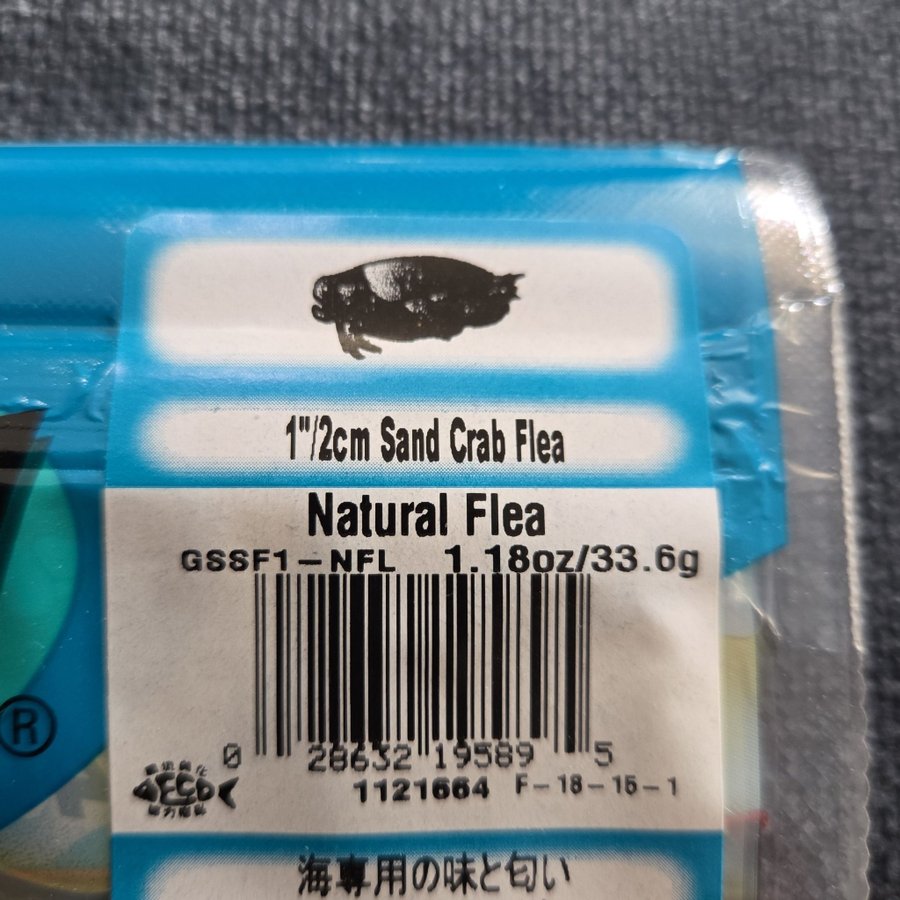 1"/2cm Sand Crab Flea
Natural Flea
GSSF1-NFL 1.18oz/33.6g
0 28632 19589 5
1121664 F-18-15-1
ECO
®
海専用の味と匂い